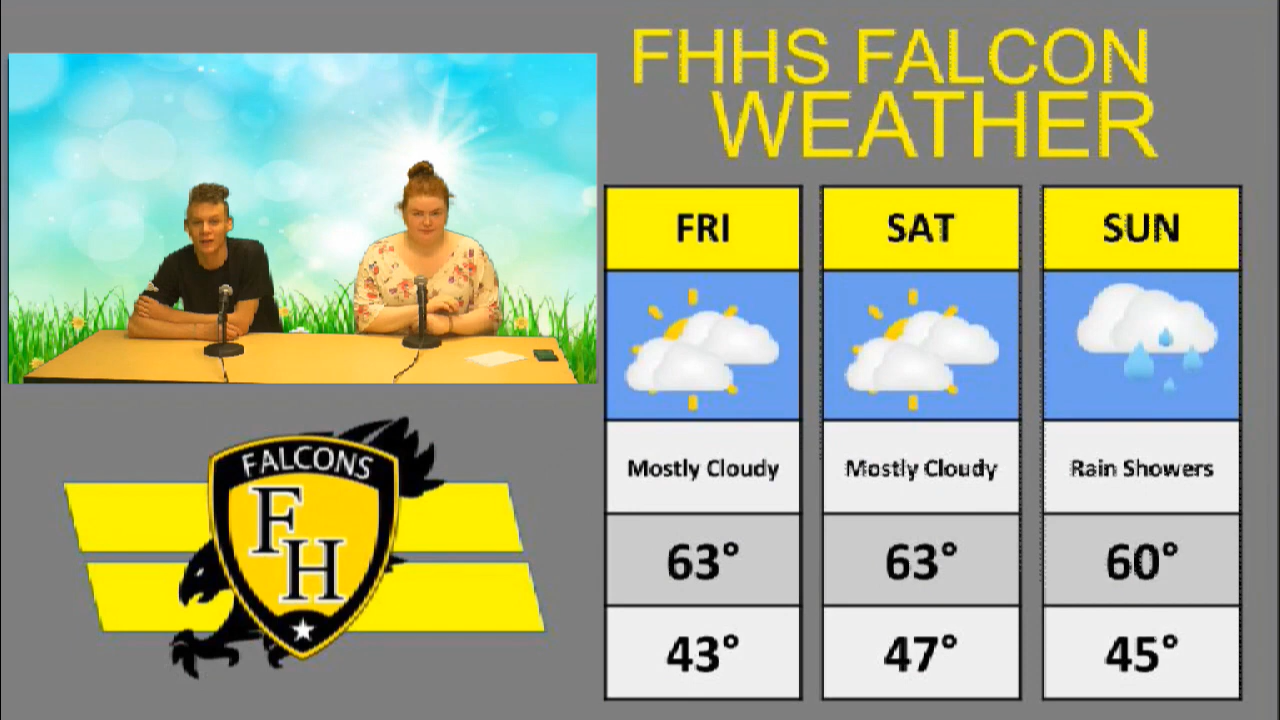 FHHS FALCON
WEATHER
FRI
SAT
SUN
Mostly Cloudy
Mostly Cloudy
Rain Showers
63°
63°
60°
43°
47°
45°
FALCONS
F
H